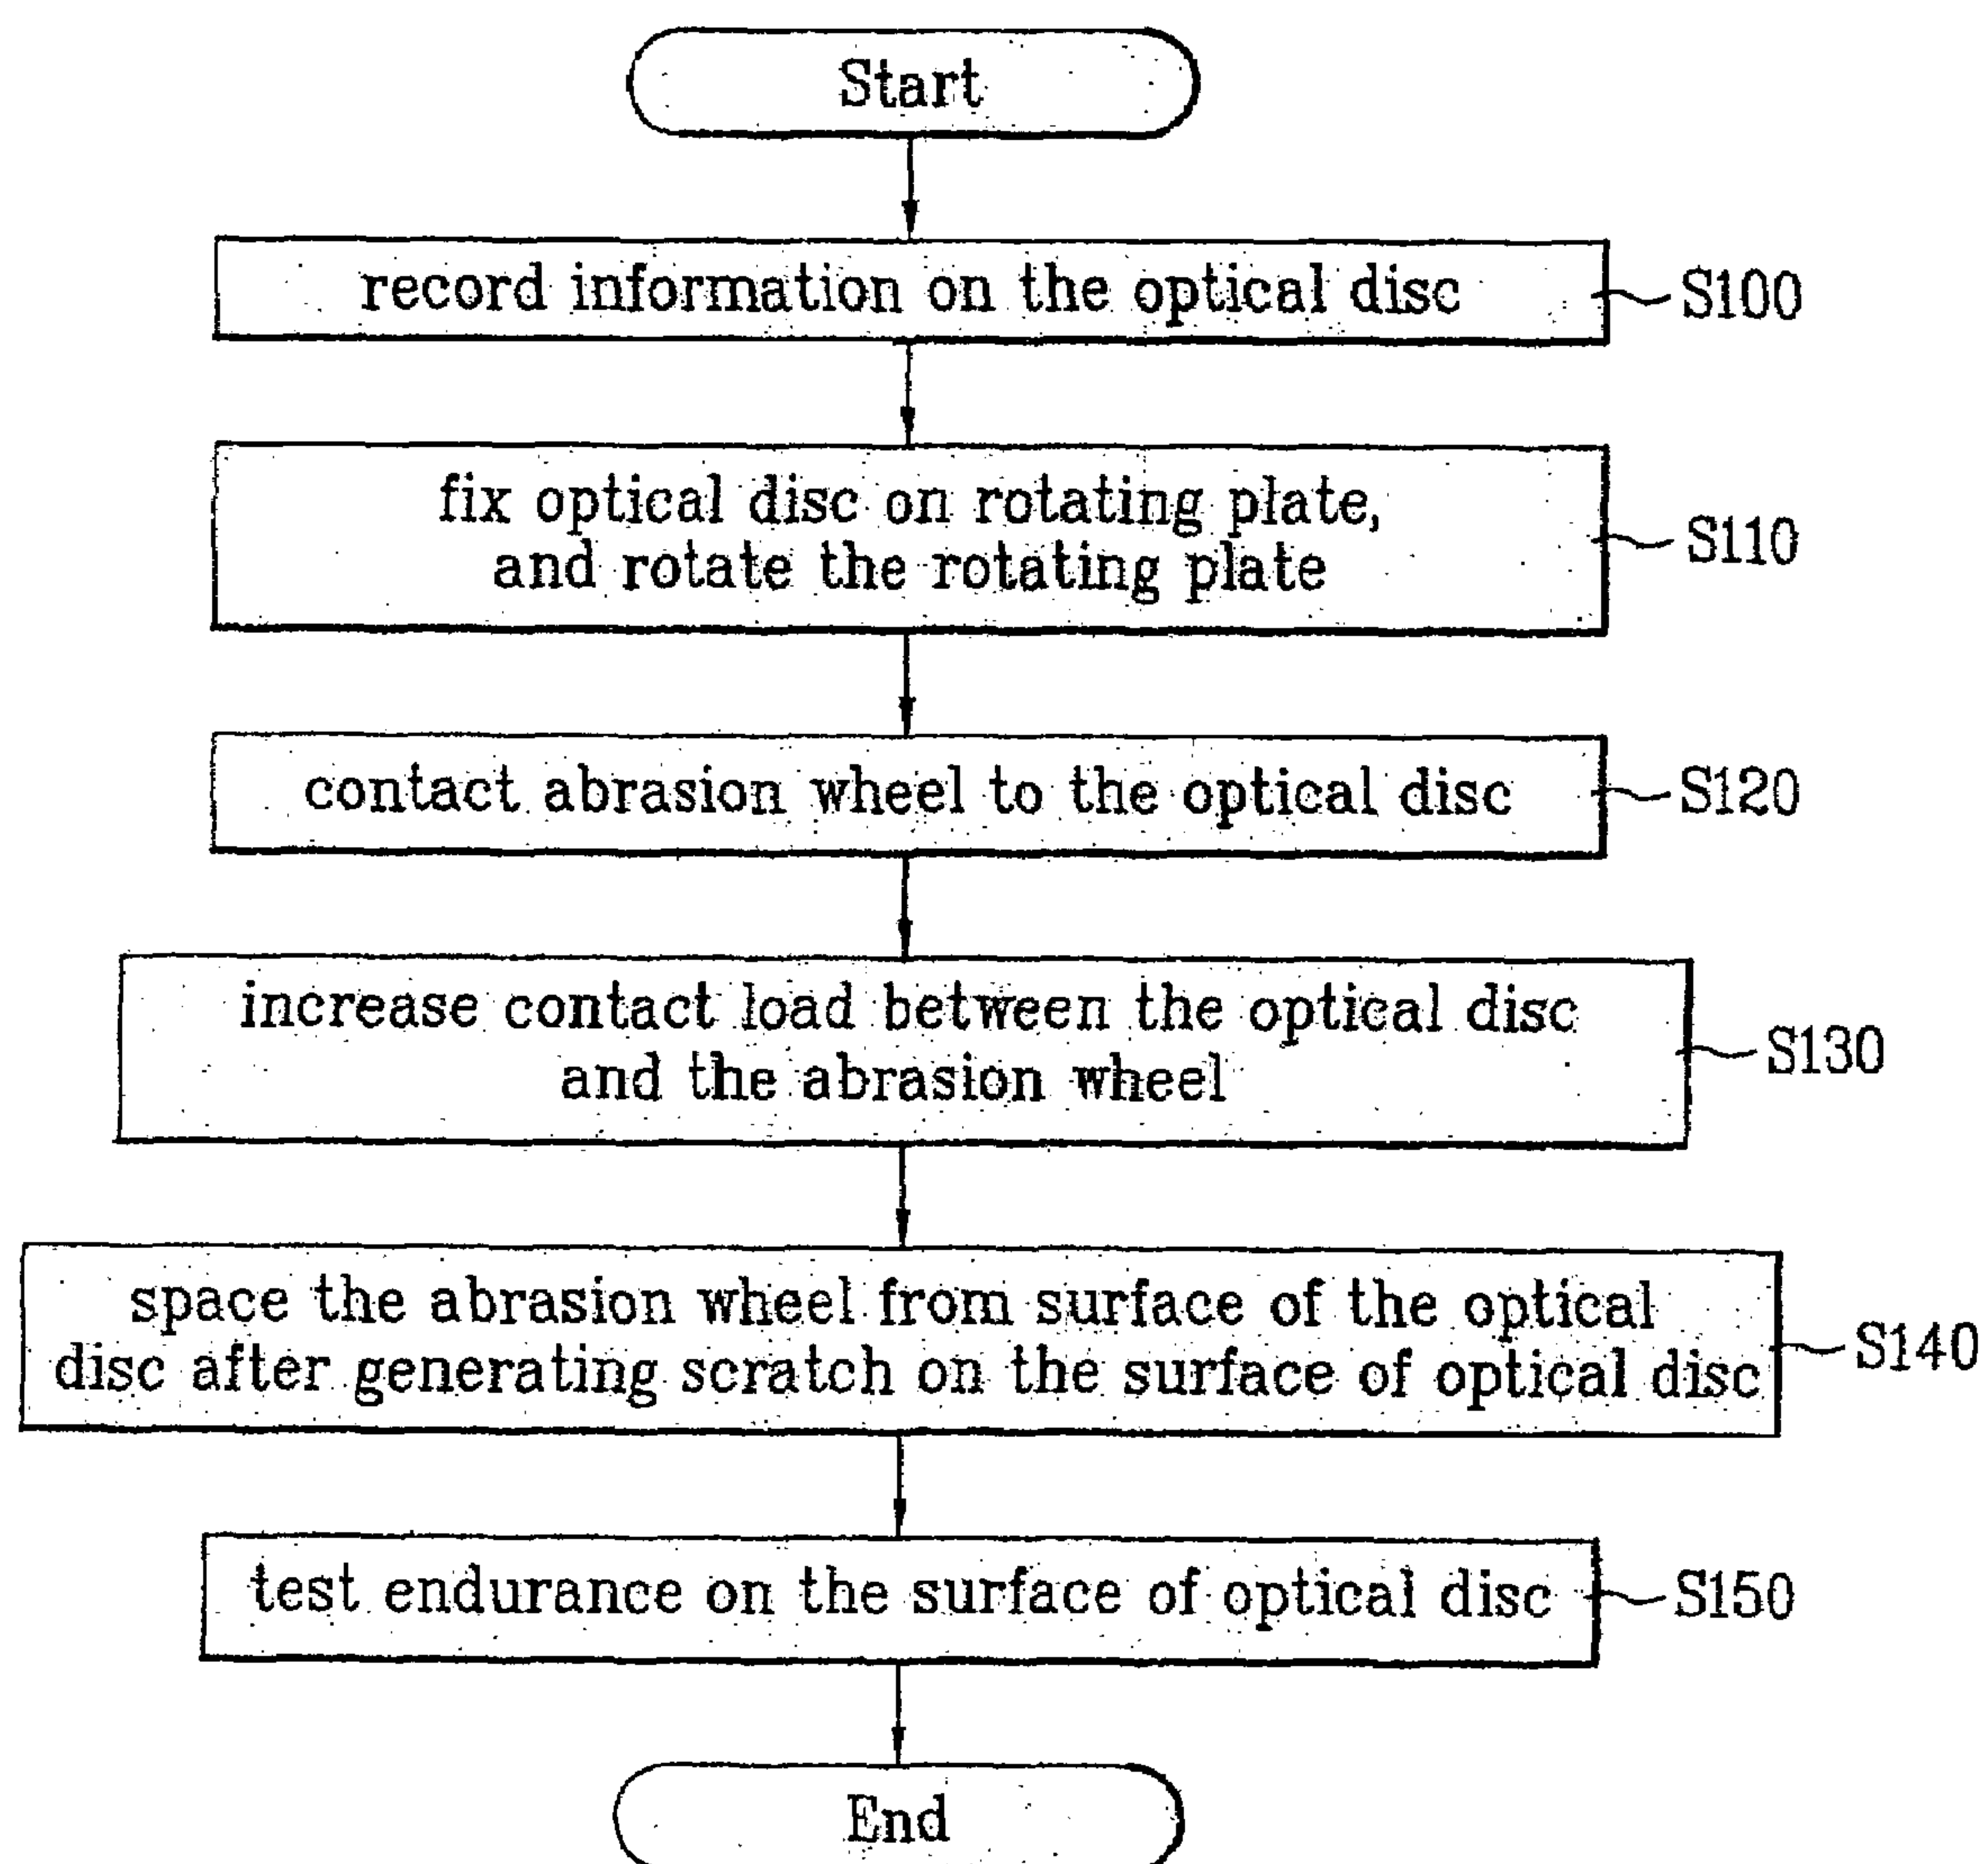 Start
record information on the optical disc
S100
fix optical disc on rotating plate,
and rotate the rotating plate
S110
contact abrasion wheel to the optical disc
S120
increase contact load between the optical disc
and the abrasion wheel
S130
space the abrasion wheel from surface of the optical
disc after generating scratch on the surface of optical disc
S140
test endurance on the surface of optical disc
S150
End